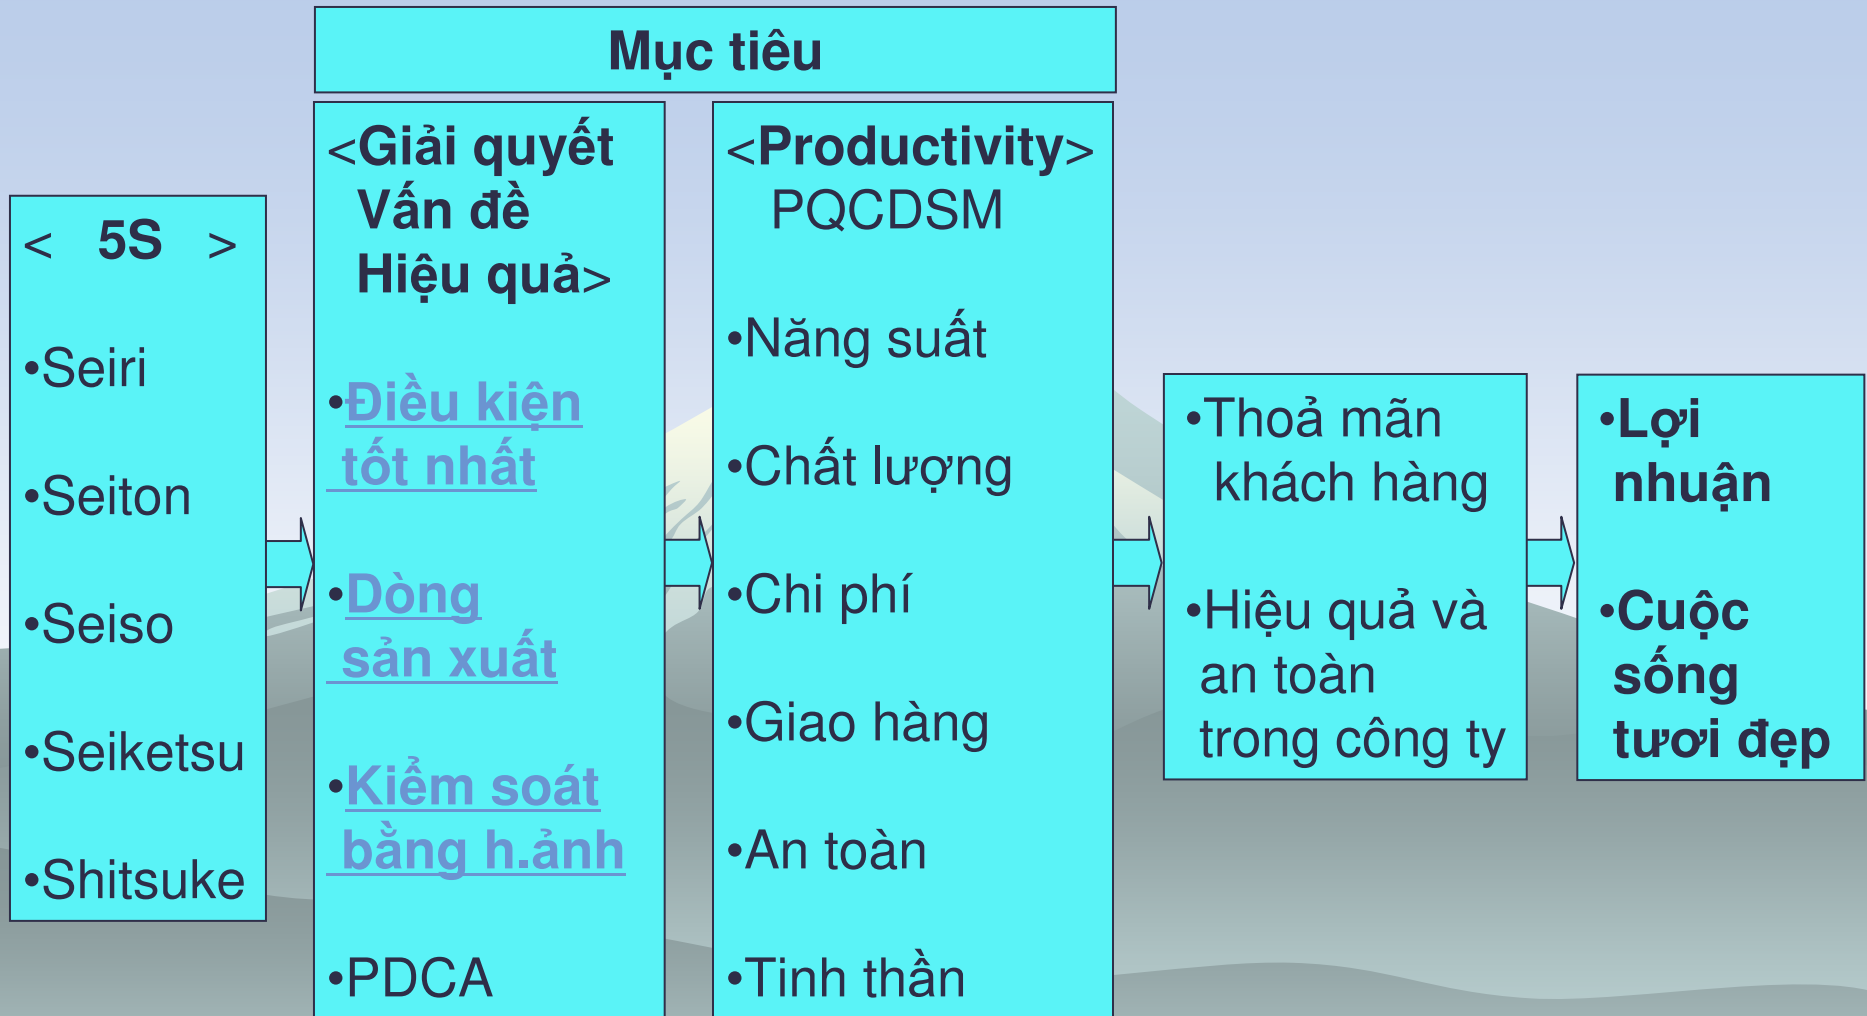 Mục tiêu
< 5S >
•Seiri
•Seiton
•Seiso
•Seiketsu
•Shitsuke
<Giải quyết
Vấn đề
Hiệu quả>
•Điều kiện
tốt nhất
•Dòng
sản xuất
•Kiểm soát
bằng h.ảnh
•PDCA
<Productivity>
PQCDSM
•Năng suất
•Chất lượng
•Chi phí
•Giao hàng
•An toàn
•Tinh thần
•Thoả mãn
khách hàng
•Hiệu quả và
an toàn
trong công ty
•Lợi
nhuận
•Cuộc
sống
tươi đẹp